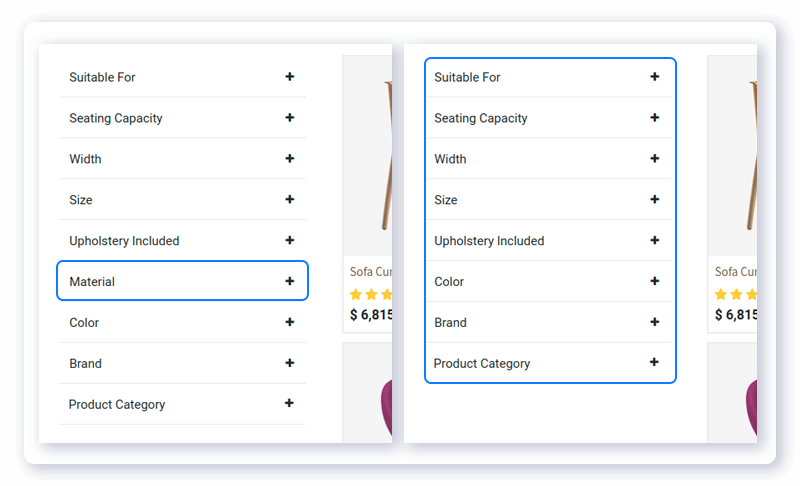 Suitable For
Seating Capacity
Width
Size
Upholstery Included
Material
Color
Brand
Product Category
Sofa Cur
$ 6,815
Suitable For
Seating Capacity
Width
Size
Upholstery Included
Color
Brand
Product Category
Sofa Cur
$ 6,815